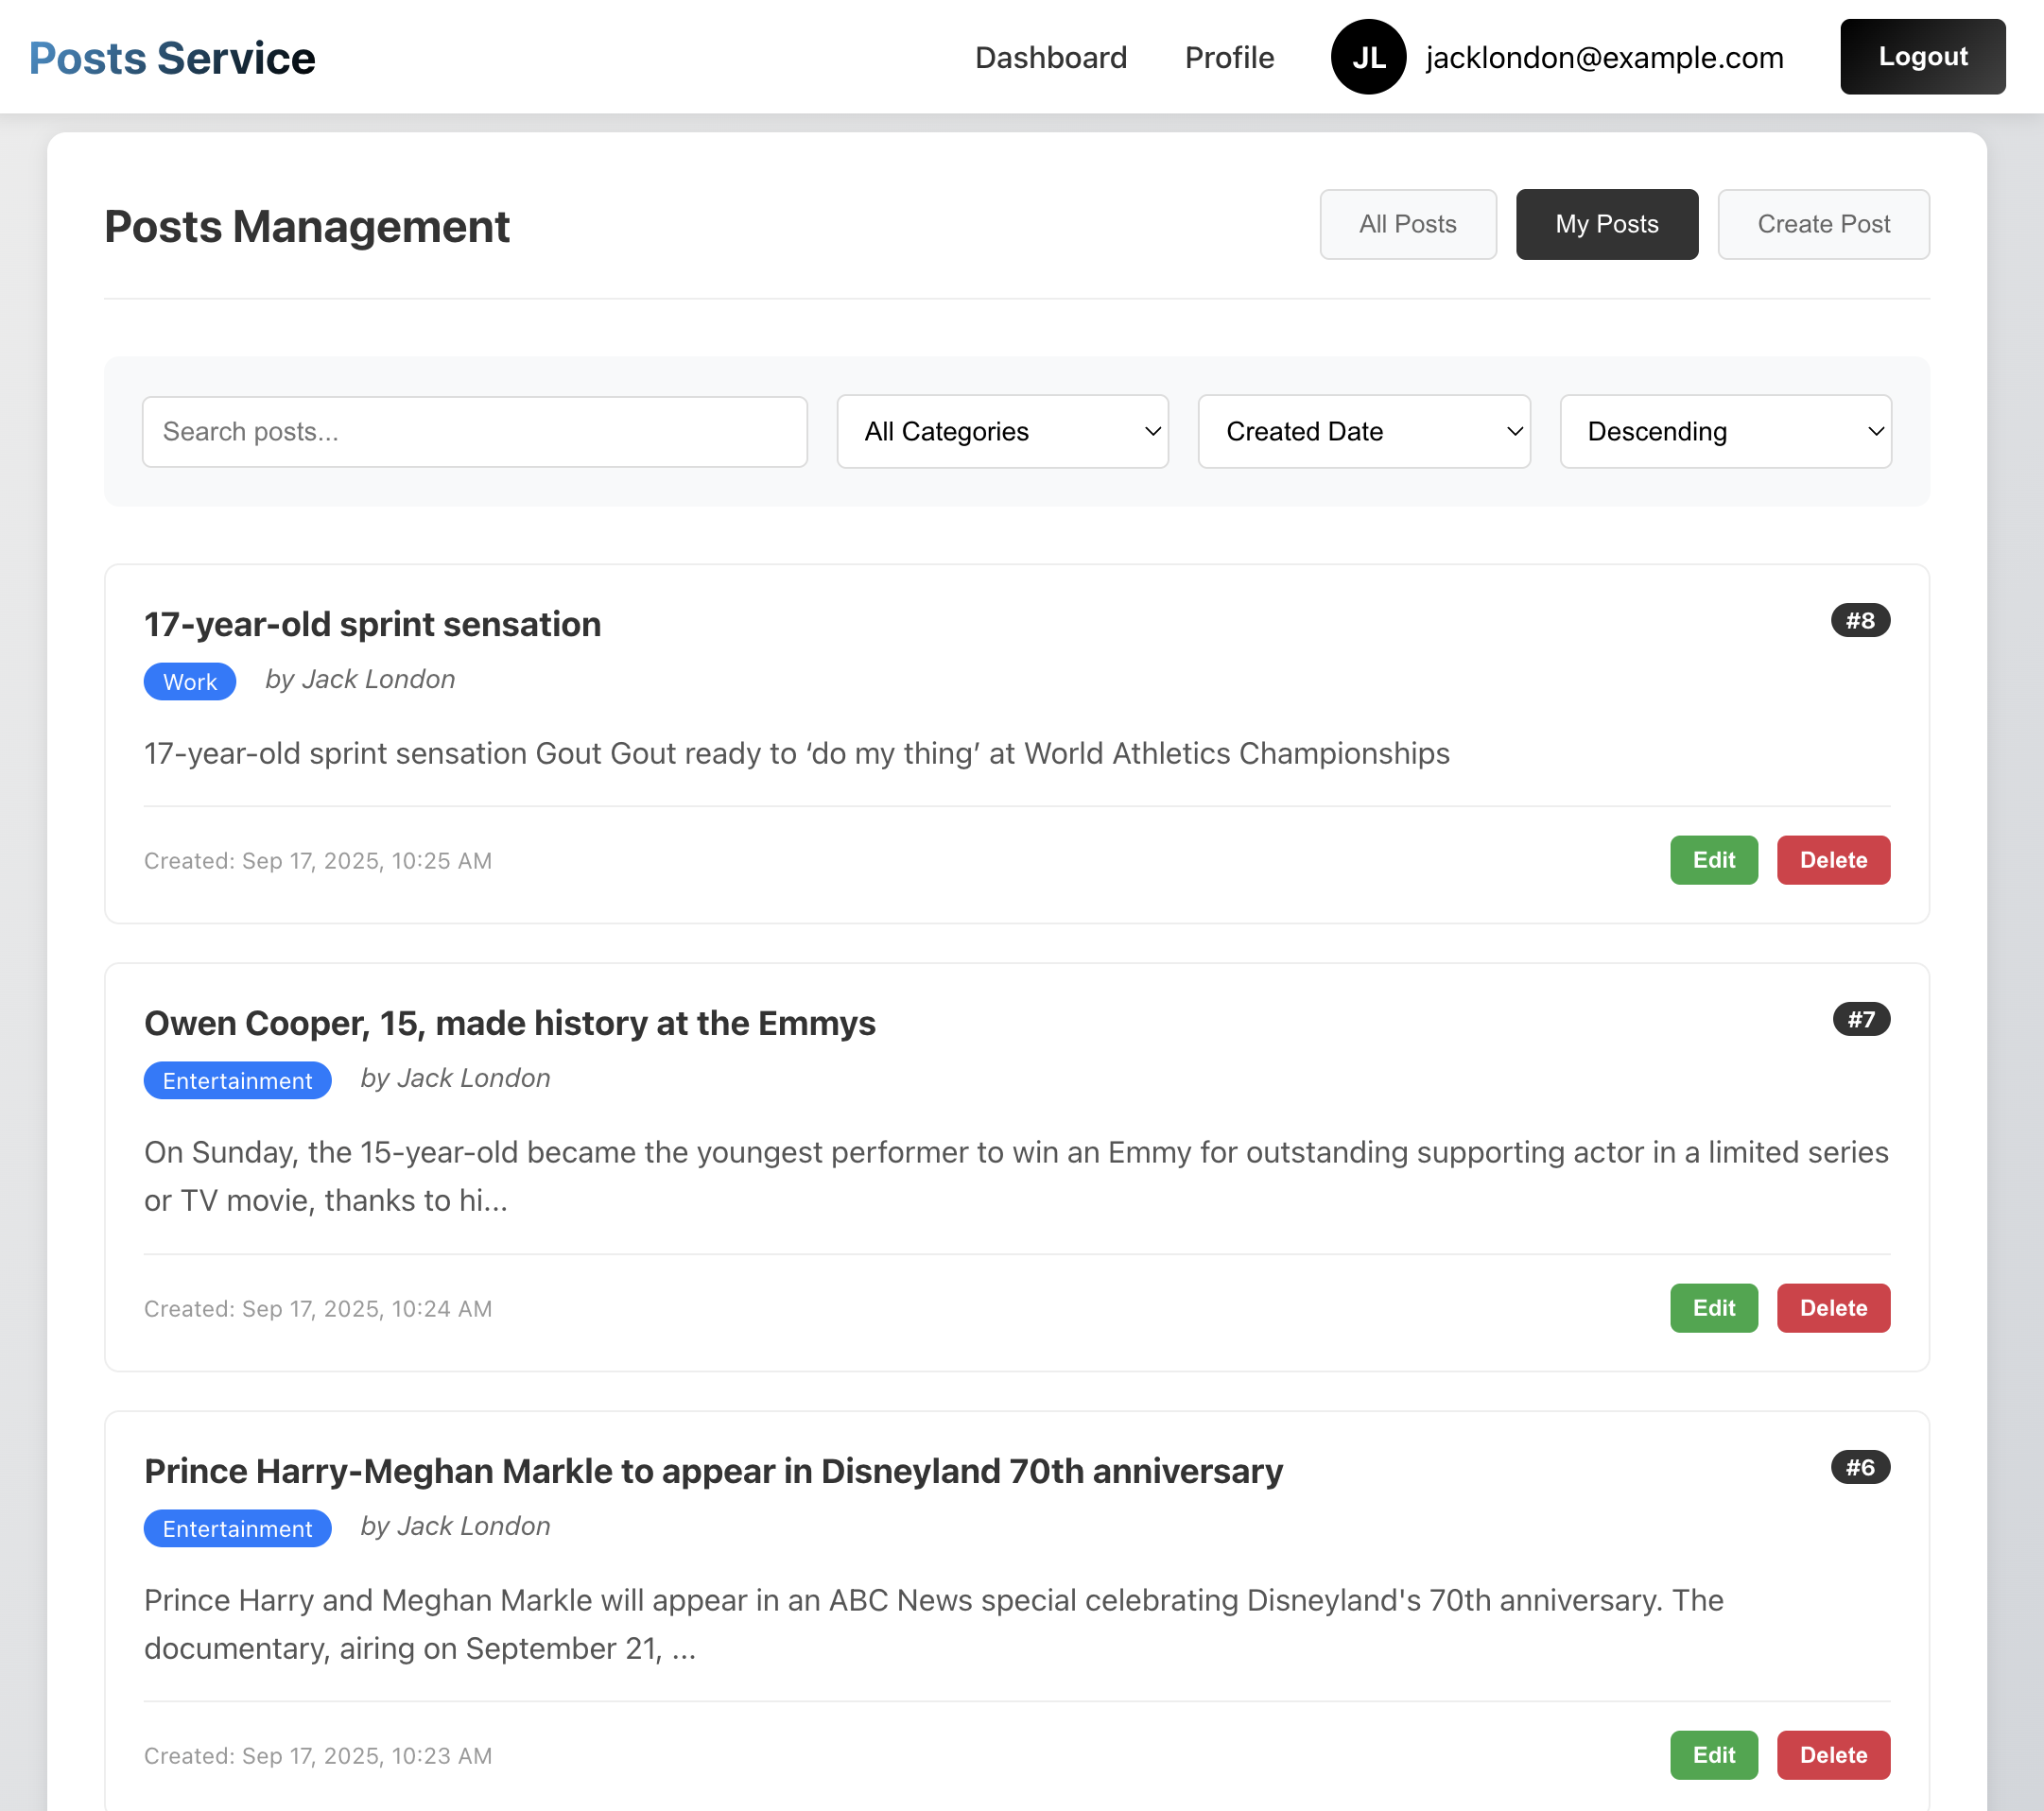 Posts Service
Dashboard
Profile
JL
jacklondon@example.com
Logout
Posts Management
All Posts
My Posts
Create Post
Search posts...
All Categories
Created Date
Descending
17-year-old sprint sensation
#8
Work
by Jack London
17-year-old sprint sensation Gout Gout ready to ‘do my thing’ at World Athletics Championships
Created: Sep 17, 2025, 10:25 AM
Edit
Delete
Owen Cooper, 15, made history at the Emmys
#7
Entertainment
by Jack London
On Sunday, the 15-year-old became the youngest performer to win an Emmy for outstanding supporting actor in a limited series
or TV movie, thanks to hi...
Created: Sep 17, 2025, 10:24 AM
Edit
Delete
Prince Harry-Meghan Markle to appear in Disneyland 70th anniversary
#6
Entertainment
by Jack London
Prince Harry and Meghan Markle will appear in an ABC News special celebrating Disneyland's 70th anniversary. The
documentary, airing on September 21, ...
Created: Sep 17, 2025, 10:23 AM
Edit
Delete